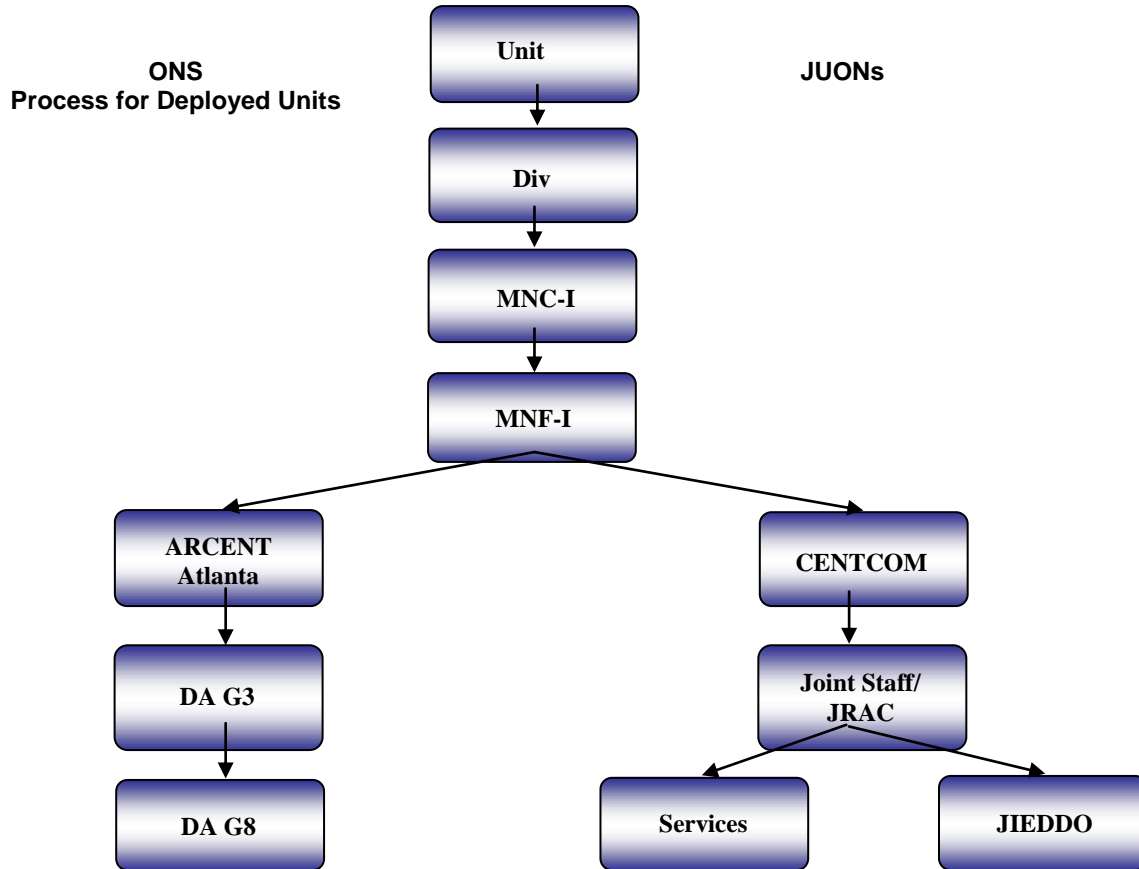 ONS
Process for Deployed Units
JUONs
Unit
Div
MNC-I
MNF-I
ARCENT
Atlanta
CENTCOM
DA G3
Joint Staff/
JRAC
DA G8
Services
JIEDDO